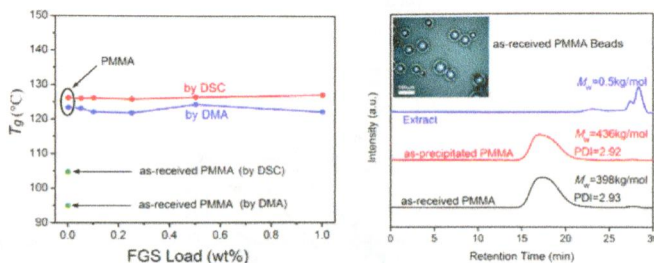 150
140
130
120
110
100
90
Tg (°C)
PMMA
by DSC
by DMA
as-received PMMA (by DSC)
as-received PMMA (by DMA)
0.0 0.2 0.4 0.6 0.8 1.0
FGS Load (wt%)
as-received PMMA Beads
Mw=0.5kg/mol
Extract
Mw=436kg/mol
as-precipitated PMMA
PDI=2.92
Mw=398kg/mol
as-received PMMA
PDI=2.93
Intensity (a.u.)
0 5 10 15 20 25 30
Retention Time (min)